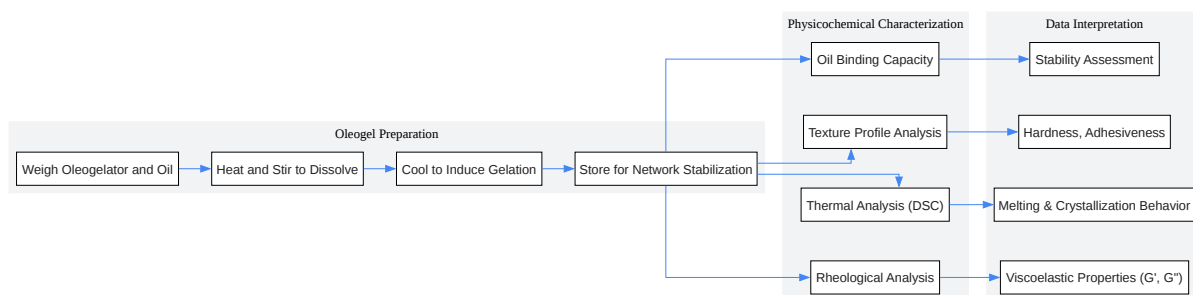 Physicochemical Characterization
Data Interpretation
Oil Binding Capacity
Stability Assessment
Oleogel Preparation
Texture Profile Analysis
Hardness, Adhesiveness
Weigh Oleogelator and Oil
Heat and Stir to Dissolve
Cool to Induce Gelation
Store for Network Stabilization
Thermal Analysis (DSC)
Melting & Crystallization Behavior
Rheological Analysis
Viscoelastic Properties (G', G'')